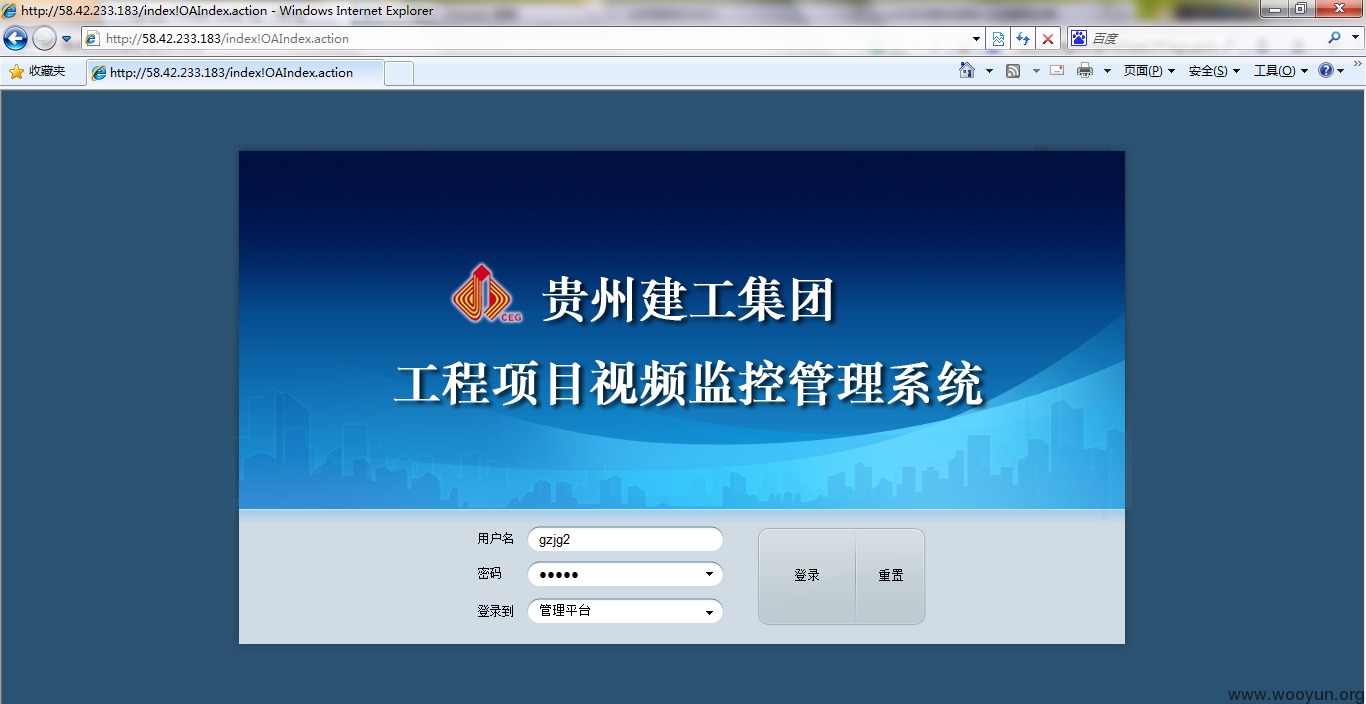 http://58.42.233.183/index!OAIndex.action - Windows Internet Explorer
http://58.42.233.183/index!OAIndex.action
百度
收藏夹
http://58.42.233.183/index!OAIndex.action
页面(P)
安全(S)
工具(O)
贵州建工集团
CEG
工程项目视频监控管理系统
用户名
gzjg2
密码
●●●●●
登录到
管理平台
登录
重置
www.wooyun.org